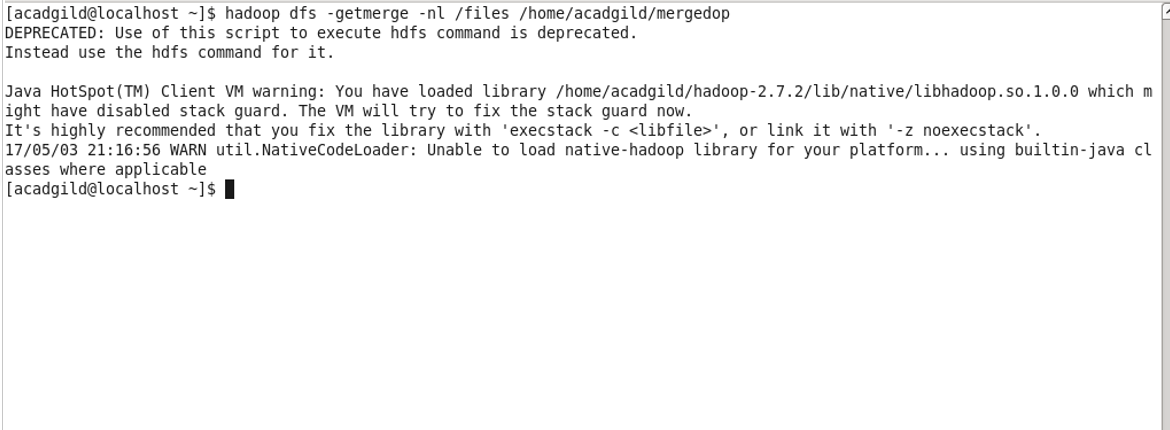 [acadgild@localhost ~]$ hadoop dfs -getmerge -nl /files /home/acadgild/mergedop
DEPRECATED: Use of this script to execute hdfs command is deprecated.
Instead use the hdfs command for it.
Java HotSpot(TM) Client VM warning: You have loaded library /home/acadgild/hadoop-2.7.2/lib/native/libhadoop.so.1.0.0 which m
ight have disabled stack guard. The VM will try to fix the stack guard now.
It's highly recommended that you fix the library with 'execstack -c <libfile>', or link it with '-z noexecstack'.
17/05/03 21:16:56 WARN util.NativeCodeLoader: Unable to load native-hadoop library for your platform... using builtin-java cl
asses where applicable
[acadgild@localhost ~]$